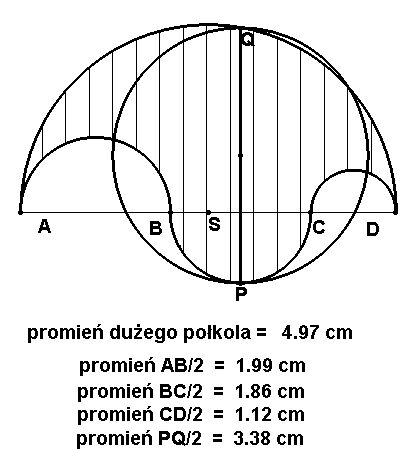 Q
A B S C D
P
promień dużego połkola = 4.97 cm
promień AB/2 = 1.99 cm
promień BC/2 = 1.86 cm
promień CD/2 = 1.12 cm
promień PQ/2 = 3.38 cm